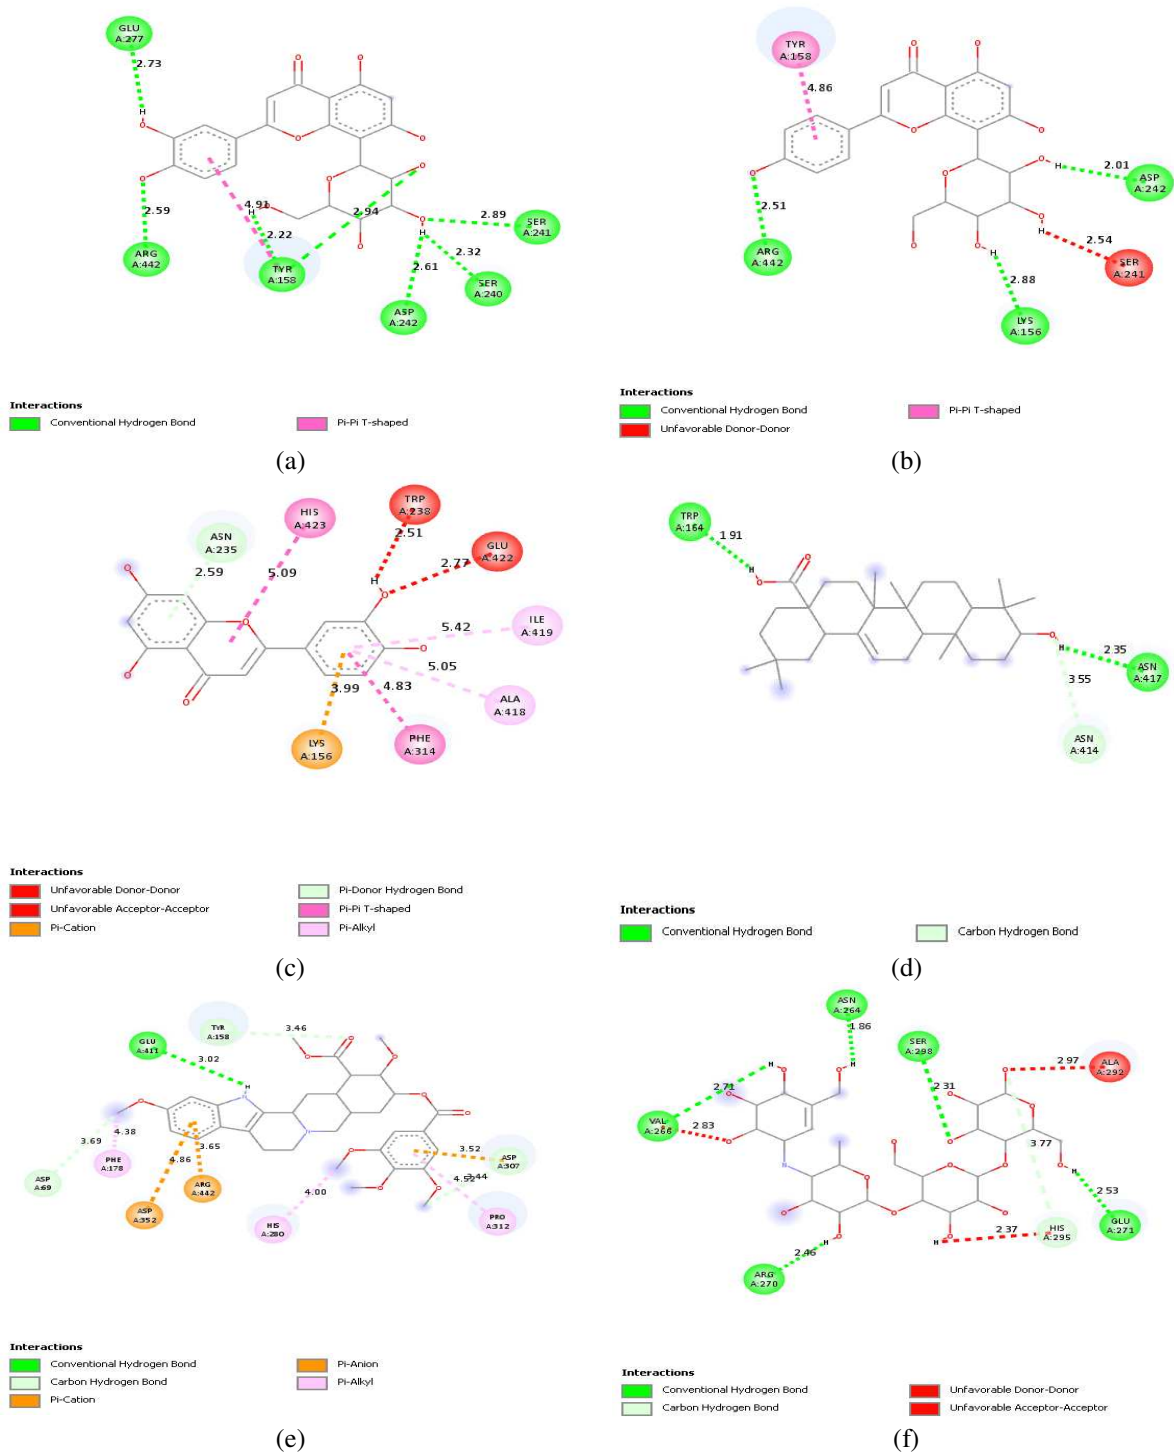 GLU
A:277
2.73
2.59
ARG
A:442
4.91
2.22
TYR
A:158
2.94
2.89
SER
A:241
2.32
SER
A:240
2.61
ASP
A:242
H
H
H
Interactions
Conventional Hydrogen Bond
Pi-Pi T-shaped
(a)
TYR
A:158
4.86
2.51
ARG
A:442
2.01
ASP
A:242
2.54
SER
A:241
2.88
LYS
A:156
H
H
H
Interactions
Conventional Hydrogen Bond
Unfavorable Donor-Donor
Pi-Pi T-shaped
(b)
ASN
A:235
2.59
HIS
A:423
5.09
TRP
A:238
2.51
GLU
A:422
2.77
ILE
A:419
5.42
5.05
ALA
A:418
3.99
4.83
LYS
A:156
PHE
A:314
H
Interactions
Unfavorable Donor-Donor
Unfavorable Acceptor-Acceptor
Pi-Cation
Pi-Donor Hydrogen Bond
Pi-Pi T-shaped
Pi-Alkyl
(c)
TRP
A:164
1.91
H
H
2.35
ASN
A:417
3.55
ASN
A:414
Interactions
Conventional Hydrogen Bond
Carbon Hydrogen Bond
(d)
TYR
A:158
3.46
GLU
A:411
3.02
H
N
3.69
4.38
PHE
A:178
ASP
A:69
3.65
4.86
ARG
A:442
ASP
A:352
4.00
HIS
A:280
3.52
ASP
A:307
4.52
PRO
A:312
Interactions
Conventional Hydrogen Bond
Carbon Hydrogen Bond
Pi-Cation
Pi-Anion
Pi-Alkyl
(e)
ASN
A:264
1.86
H
H
2.71
VAL
A:266
2.83
SER
A:298
2.31
2.97
ALA
A:292
3.77
H
2.53
GLU
A:271
2.37
HIS
A:295
H
H
2.46
ARG
A:270
Interactions
Conventional Hydrogen Bond
Carbon Hydrogen Bond
Unfavorable Donor-Donor
Unfavorable Acceptor-Acceptor
(f)